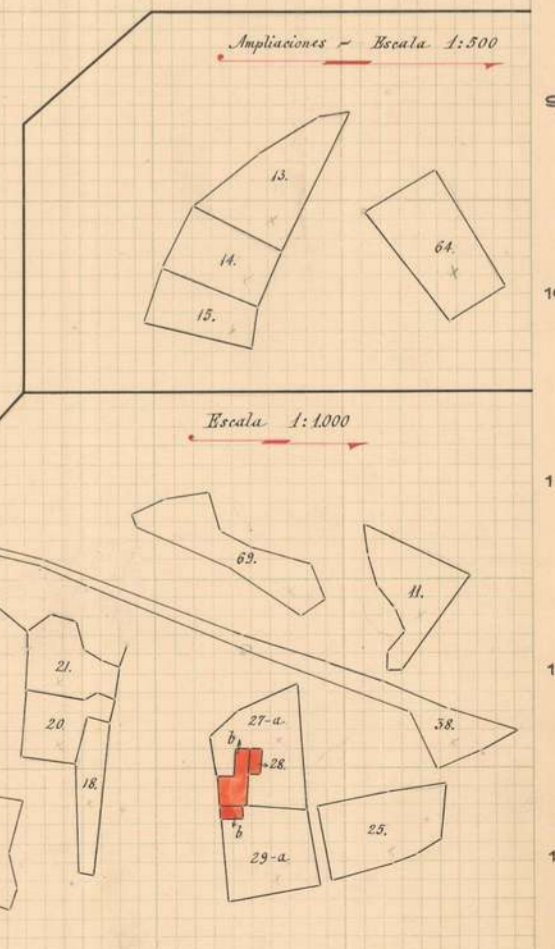 Ampliaciones ~ Escala 1:500
13.
14.
64.
15.
Escala 1:1.000
69.
11.
21.
27-a
20.
38.
b
28.
18.
25.
b
29-a